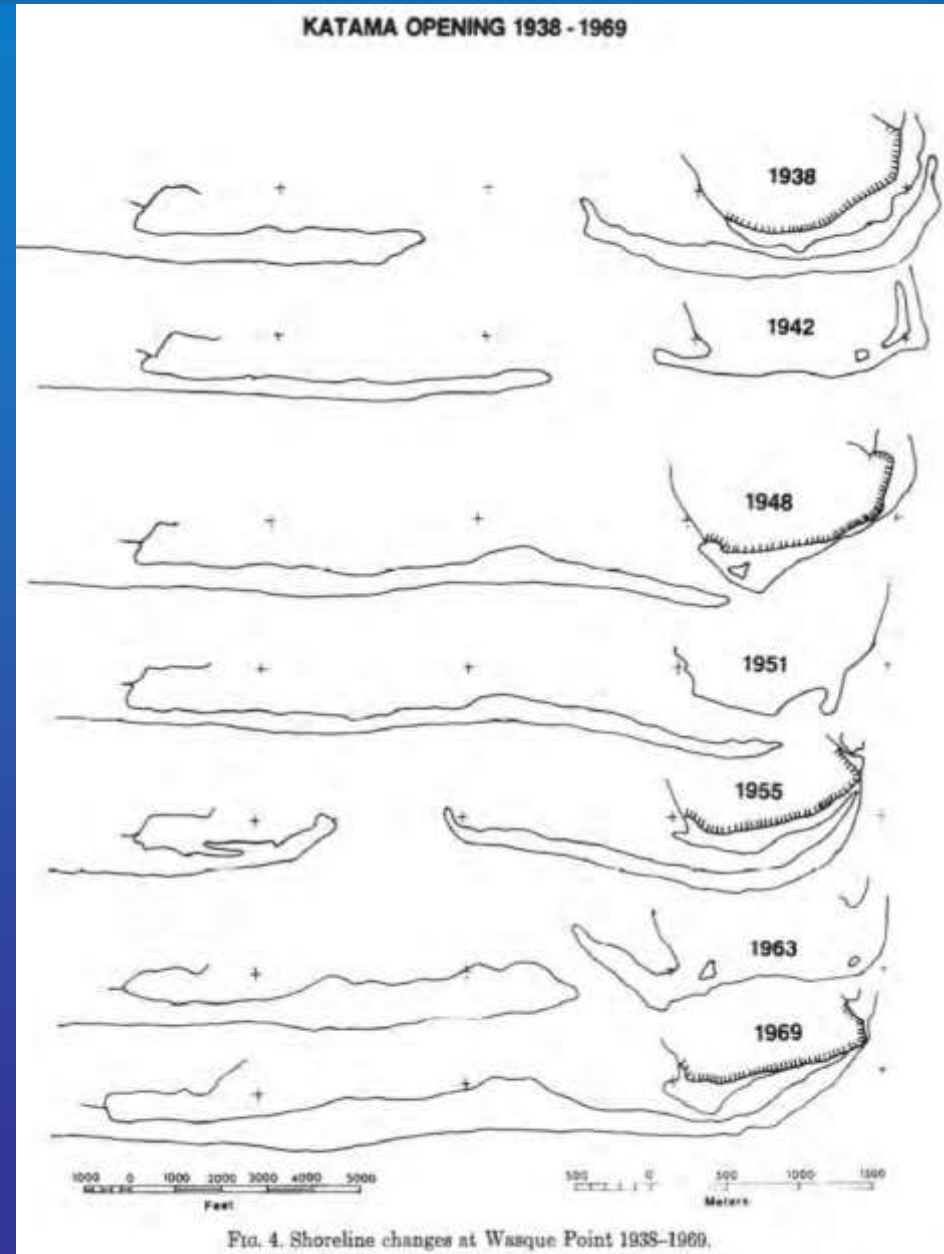 KATAMA OPENING 1938 - 1969
1938
1942
1948
1951
1955
1963
1969
1000 0 1000 2000 3000 4000 5000
Feet
500 0 500 1000 1500
Meters
FIG. 4. Shoreline changes at Wasque Point 1938–1969.